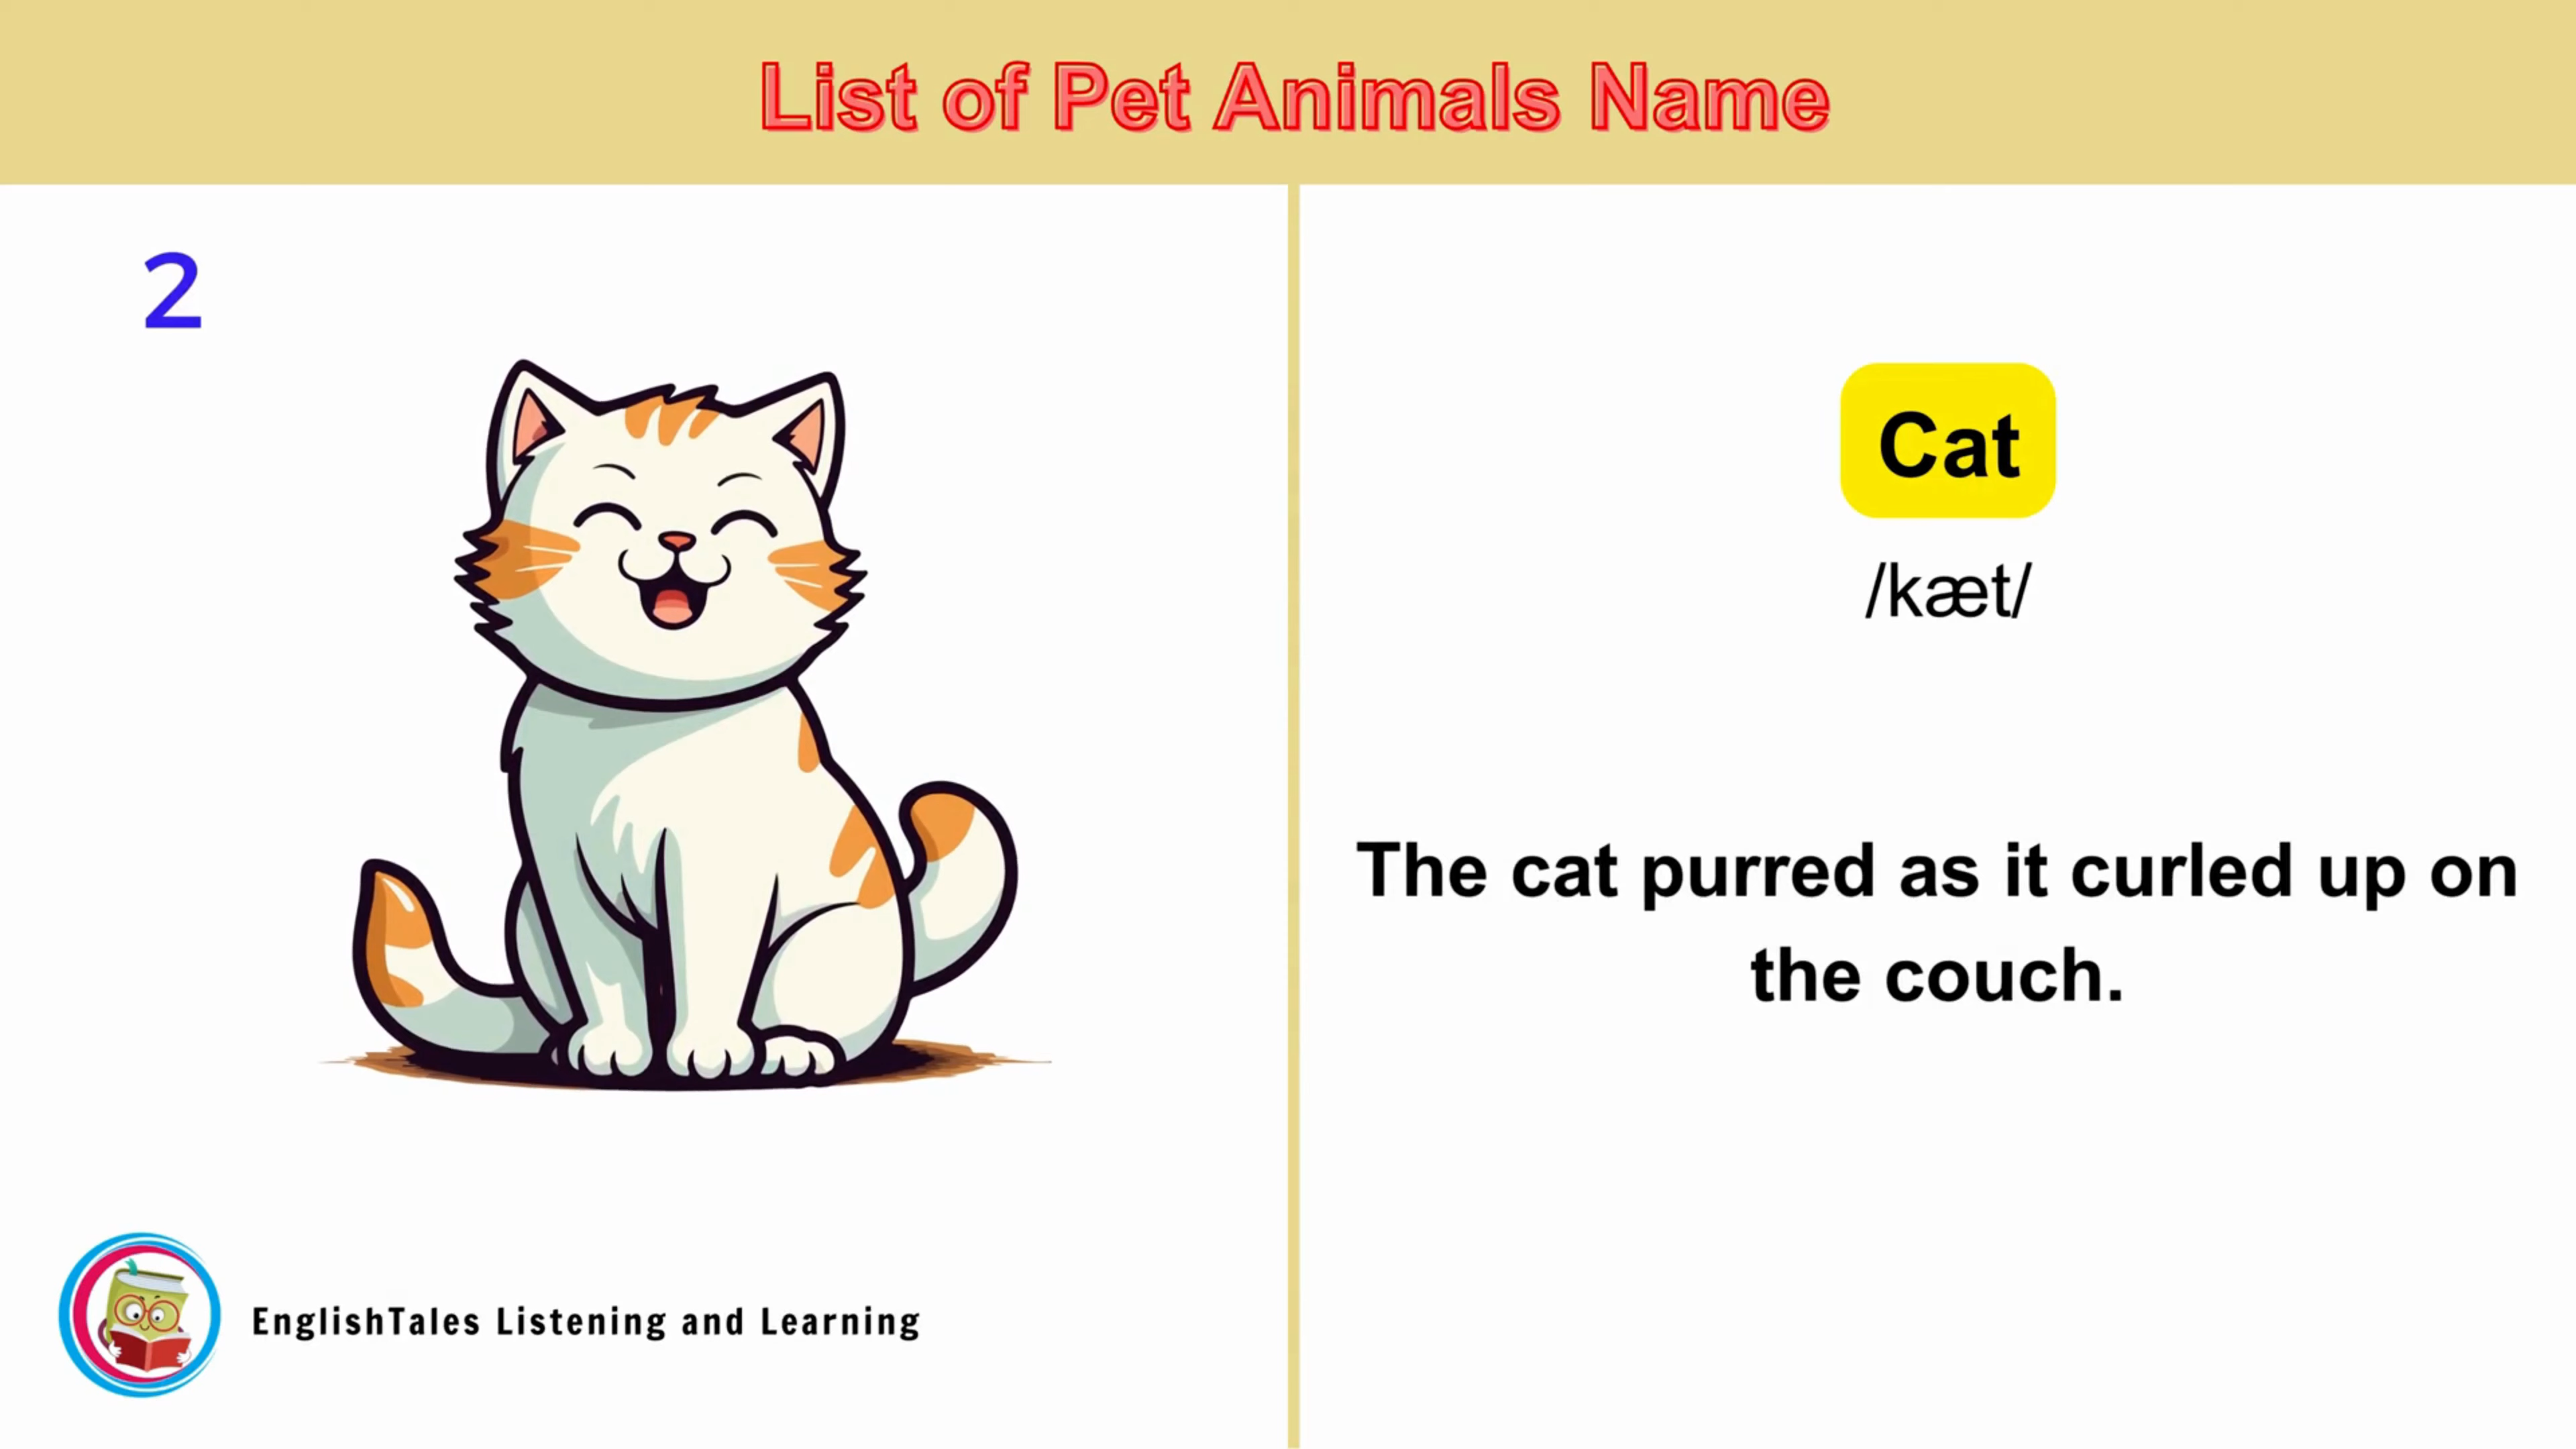 List of Pet Animals Name
2
Cat
/kæt/
The cat purred as it curled up on
the couch.
EnglishTales Listening and Learning